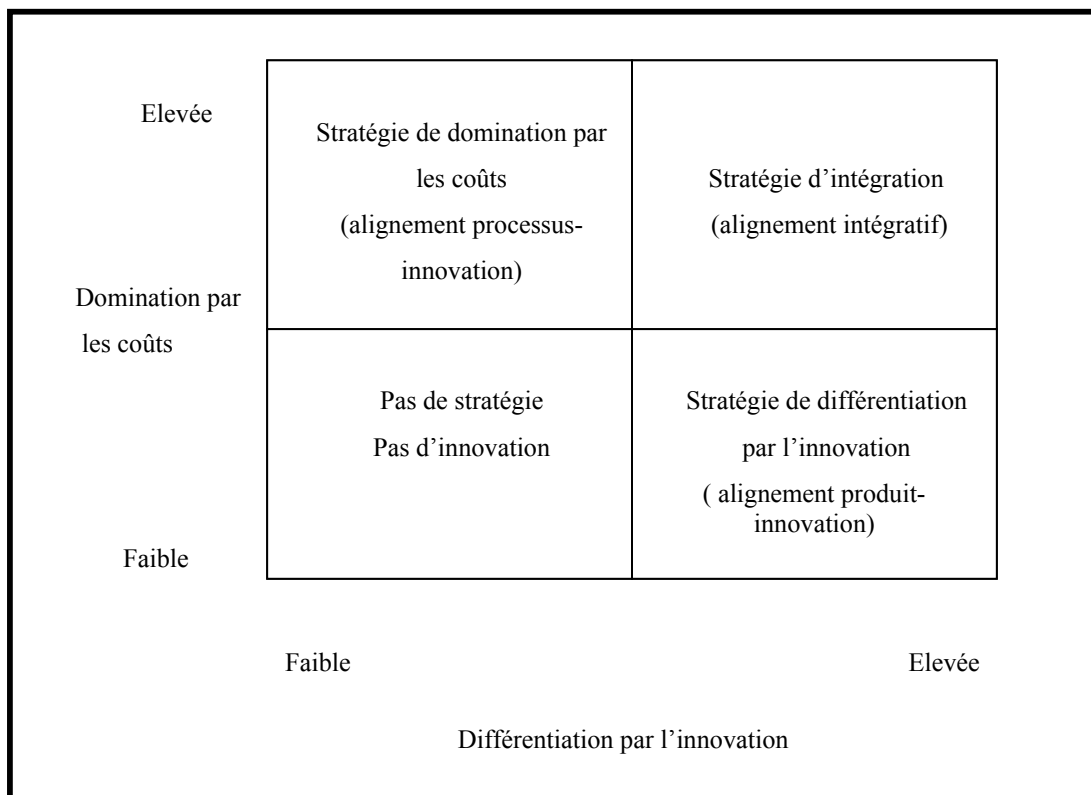 Elevée
Stratégie de domination par
les coûts
(alignement processus-
innovation)
Stratégie d’intégration
(alignement intégratif)
Domination par
les coûts
Pas de stratégie
Pas d’innovation
Stratégie de différentiation
par l’innovation
( alignement produit-
innovation)
Faible
Faible
Elevée
Différentiation par l’innovation